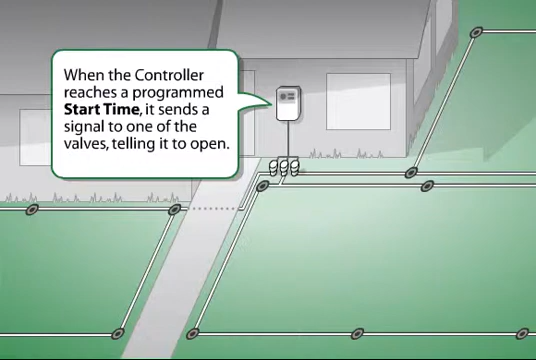 When the Controller
reaches a programmed
Start Time, it sends a
signal to one of the
valves, telling it to open.